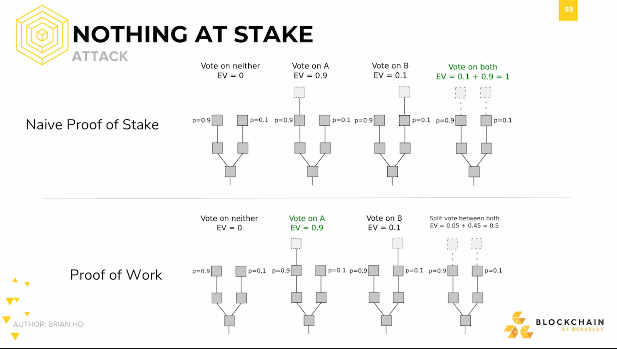 59
NOTHING AT STAKE
ATTACK
Vote on neither
EV = 0
Vote on A
EV = 0.9
Vote on B
EV = 0.1
Vote on both
EV = 0.1 + 0.9 = 1
Naive Proof of Stake
p=0.9 p=0.1 p=0.9 p=0.1 p=0.9 p=0.1 p=0.9 p=0.1
Vote on neither
EV = 0
Vote on A
EV = 0.9
Vote on B
EV = 0.1
Split vote between both
EV = 0.05 + 0.45 = 0.5
Proof of Work
p=0.9 p=0.1 p=0.9 p=0.1 p=0.9 p=0.1 p=0.9 p=0.1
AUTHOR: BRIAN HO
BLOCKCHAIN
AT BERKELEY